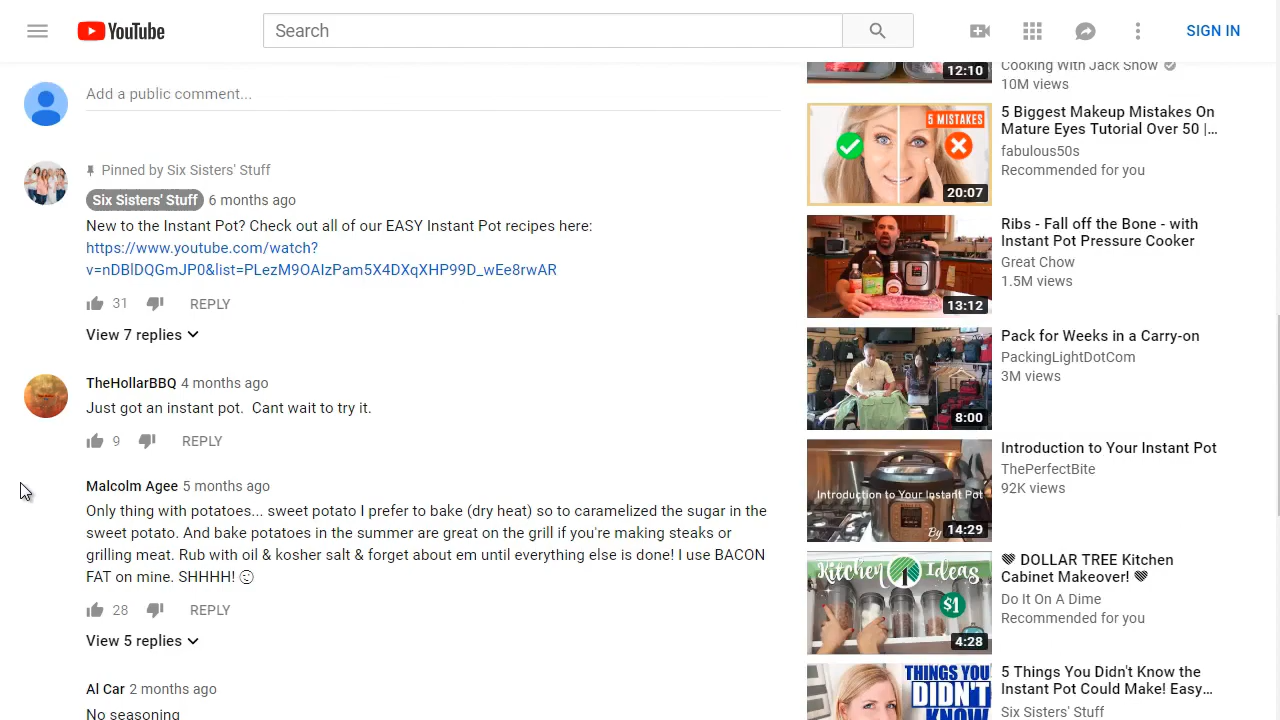 YouTube
Search
SIGN IN
Add a public comment...
Pinned by Six Sisters' Stuff
Six Sisters' Stuff 6 months ago
New to the Instant Pot? Check out all of our EASY Instant Pot recipes here:
https://www.youtube.com/watch?
v=nDBlDQGmJP0&list=PLezM9OAIzPam5X4DXqXHP99D_wEe8rwAR
31 REPLY
View 7 replies
TheHollarBBQ 4 months ago
Just got an instant pot. Cant wait to try it.
9 REPLY
Malcolm Agee 5 months ago
Only thing with sweet potato I prefer to bake (dry heat) so to caramelized the sugar in the
sweet potato. And in the summer are great on the grill if you're making steaks or
grilling meat. Rub with oil & kosher salt & forget about em until everything else is done! I use BACON
FAT on mine. SHHHH!
28 REPLY
View 5 replies
Al Car 2 months ago
No seasoning
12:10
Cooking With Jack Show
10M views
5 MISTAKES
20:07
5 Biggest Makeup Mistakes On
Mature Eyes Tutorial Over 50 |...
fabulous50s
Recommended for you
13:12
Ribs - Fall off the Bone - with
Instant Pot Pressure Cooker
Great Chow
1.5M views
8:00
Pack for Weeks in a Carry-on
PackingLightDotCom
3M views
Introduction to Your Instant Pot
By
14:29
Introduction to Your Instant Pot
ThePerfectBite
92K views
Kitchen Ideas
$1
4:28
DOLLAR TREE Kitchen
Cabinet Makeover!
Do It On A Dime
Recommended for you
THINGS YOU
DIDN'T
KNOW
5 Things You Didn't Know the
Instant Pot Could Make! Easy...
Six Sisters' Stuff